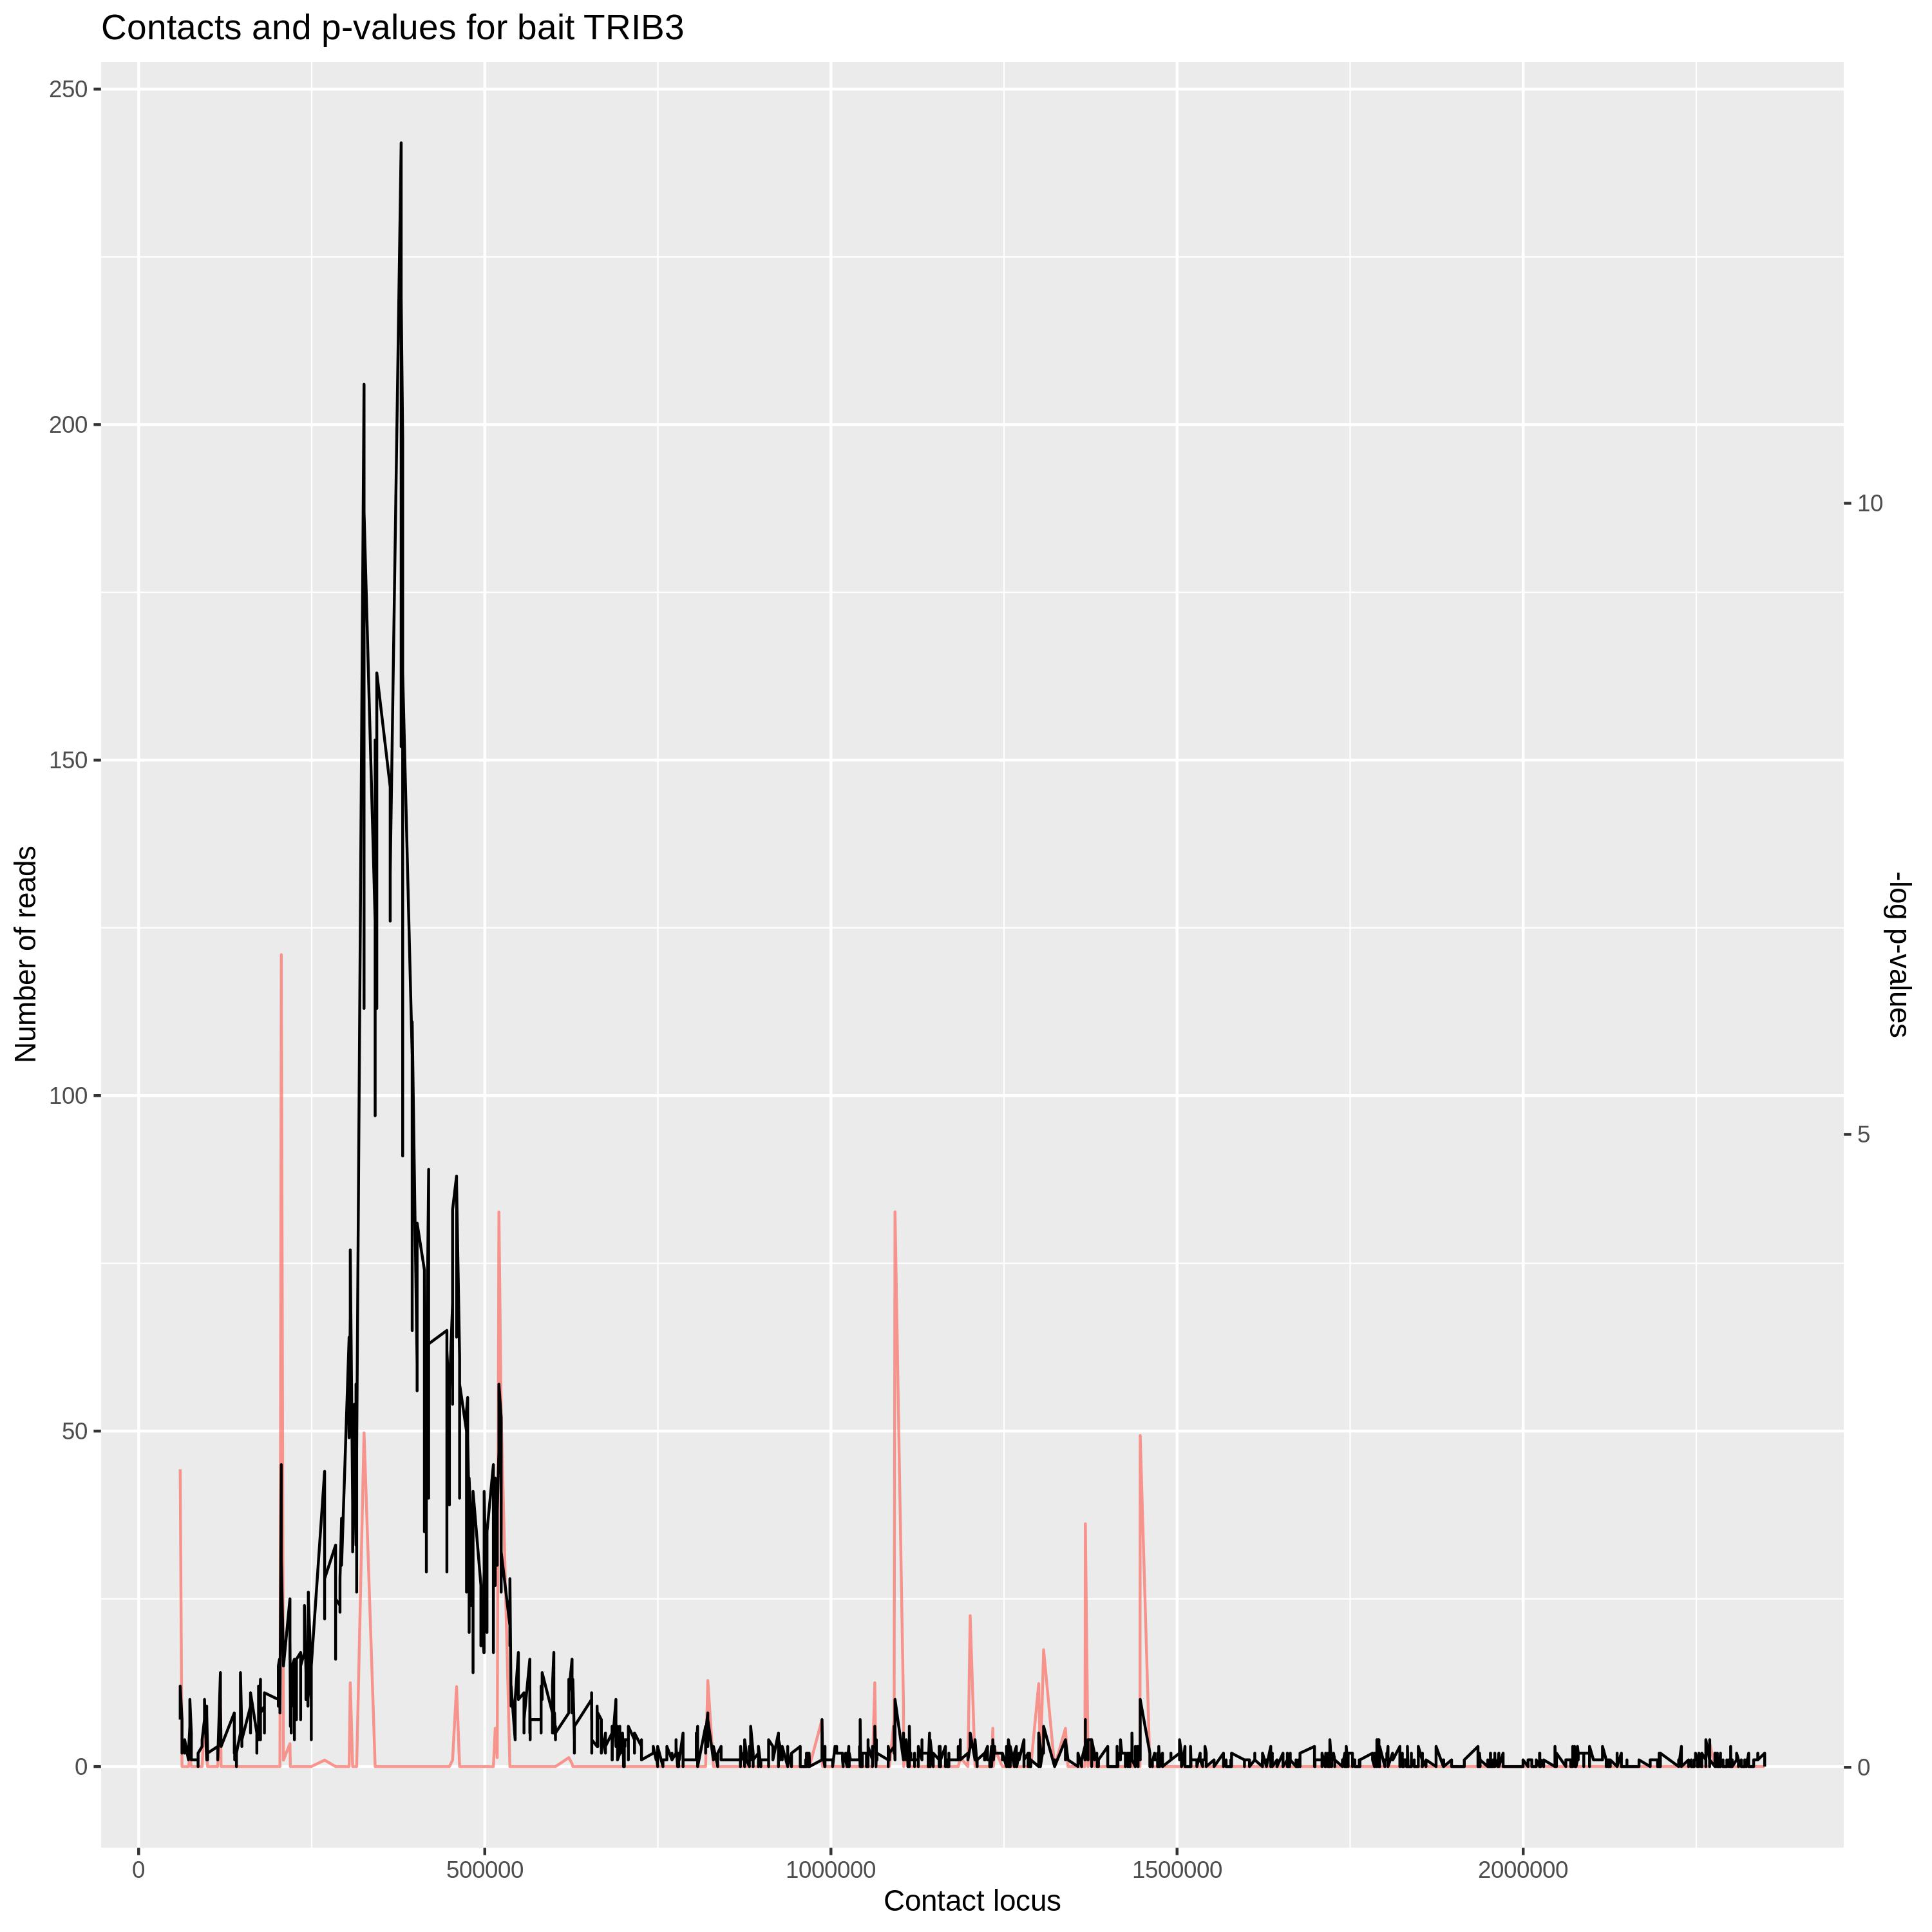 Contacts and p-values for bait TRIB3
250
200
150
100
50
0
Number of reads
10
5
0
-log p-values
0 500000 1000000 1500000 2000000
Contact locus